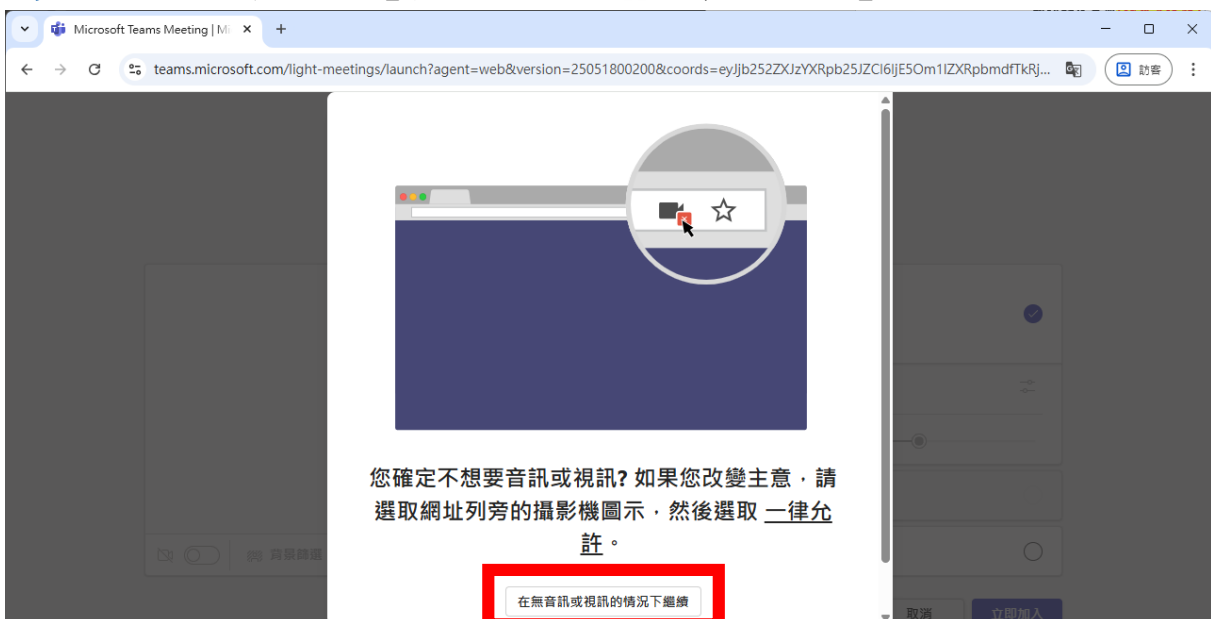 Microsoft Teams Meeting | Mi
teams.microsoft.com/light-meetings/launch?agent=web&version=25051800200&coords=eyJjb252ZXJzYXRpb25JZCI6IjE5Om1lZXRpbmdfTkRj...
訪客
您確定不想要音訊或視訊? 如果您改變主意，請
選取網址列旁的攝影機圖示，然後選取 一律允
許。
背景篩選
在無音訊或視訊的情況下繼續
取消
立即加入